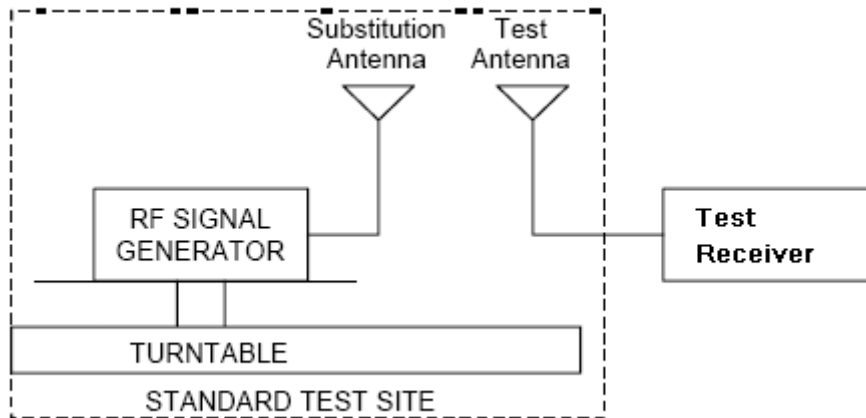 Substitution
Antenna
Test
Antenna
RF SIGNAL
GENERATOR
Test
Receiver
TURNTABLE
STANDARD TEST SITE